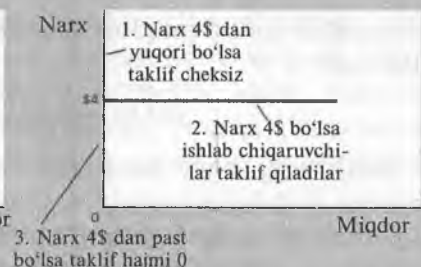 Narx
1. Narx 4$ dan
yuqori bo‘lsa
taklif cheksiz
$4
2. Narx 4$ bo‘lsa
ishlab chiqaruvchi-
lar taklif qiladilar
0
Miqdor
3. Narx 4$ dan past
bo‘lsa taklif hajmi 0